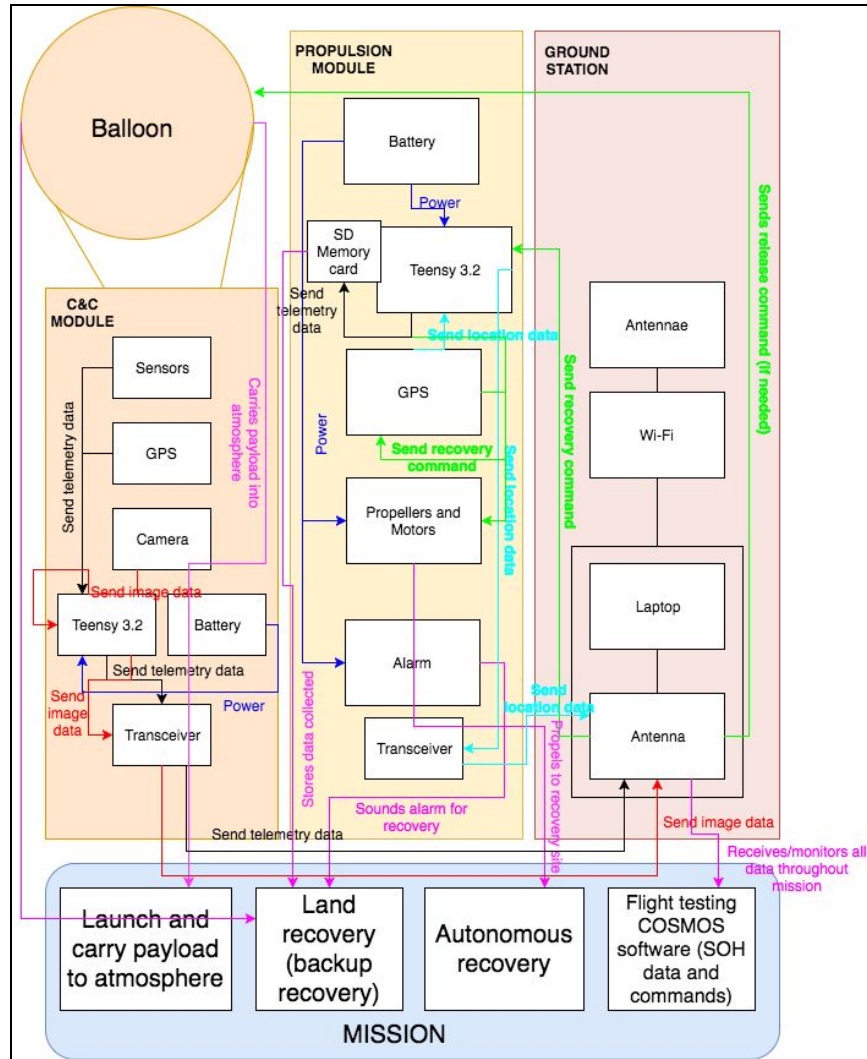 Balloon
PROPULSION
MODULE
GROUND
STATION
Battery
Power
SD
Memory
card
Teensy 3.2
Send
telemetry
data
Send location data
GPS
Send recovery
command
Power
Send location data
Propellers and
Motors
Alarm
Transceiver
Stores data collected
Sounds alarm for
recovery
Propels to recovery
site
Send recovery command
Sends release command (if
needed)
Antennae
Wi-Fi
Laptop
Send
location data
Antenna
Send image data
Receives/monitors all
data throughout
mission
C&C
MODULE
Sensors
GPS
Camera
Send telemetry data
Carries payload into
atmosphere
Send image data
Teensy 3.2
Battery
Send telemetry data
Send
image
data
Power
Transceiver
Send telemetry data
Launch and
carry payload
to atmosphere
Land
recovery
(backup
recovery)
Autonomous
recovery
Flight testing
COSMOS
software (SOH
data and
commands)
MISSION